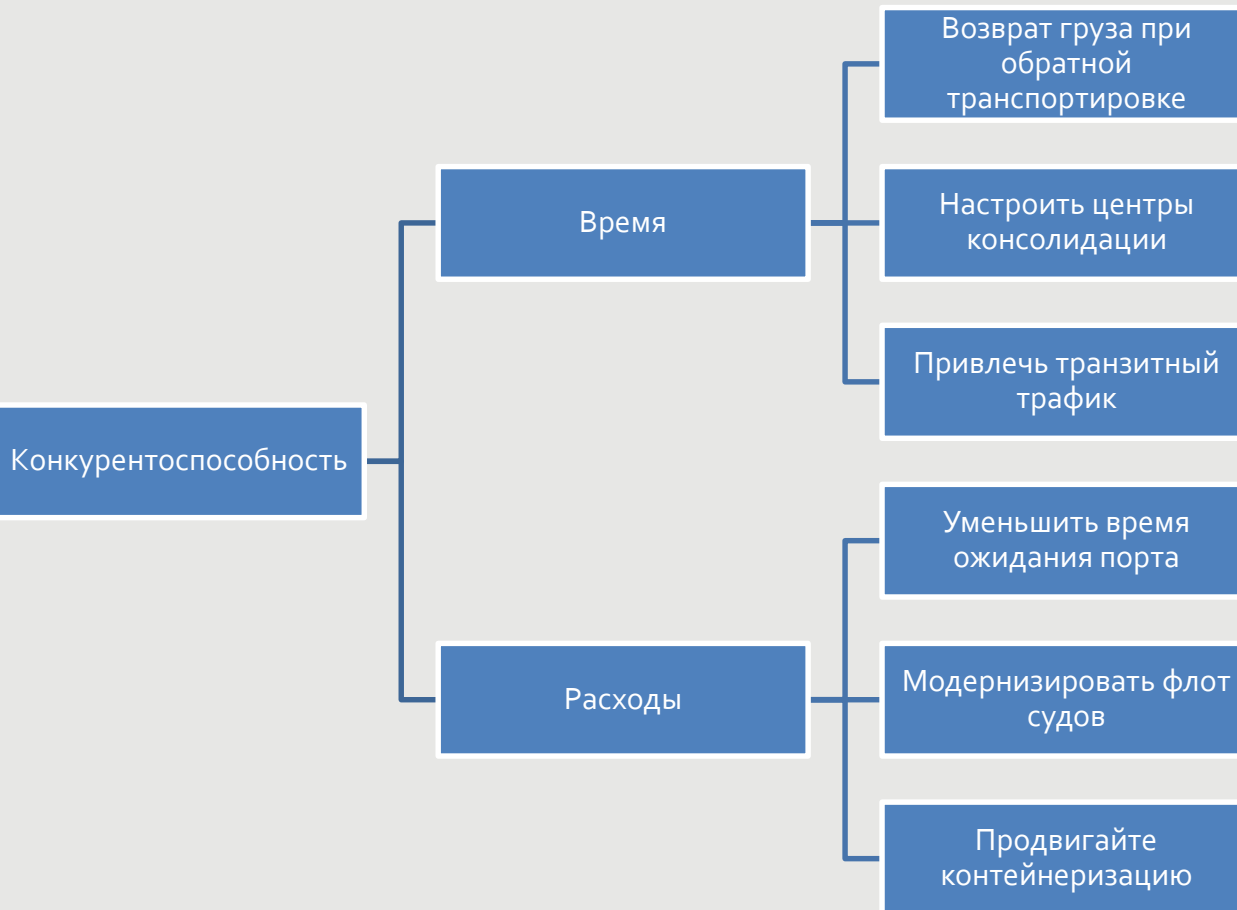 Конкурентоспособность
Время
Возврат груза при
обратной
транспортировке
Настроить центры
консолидации
Привлечь транзитный
трафик
Расходы
Уменьшить время
ожидания порта
Модернизировать флот
судов
Продвигайте
контейнеризацию